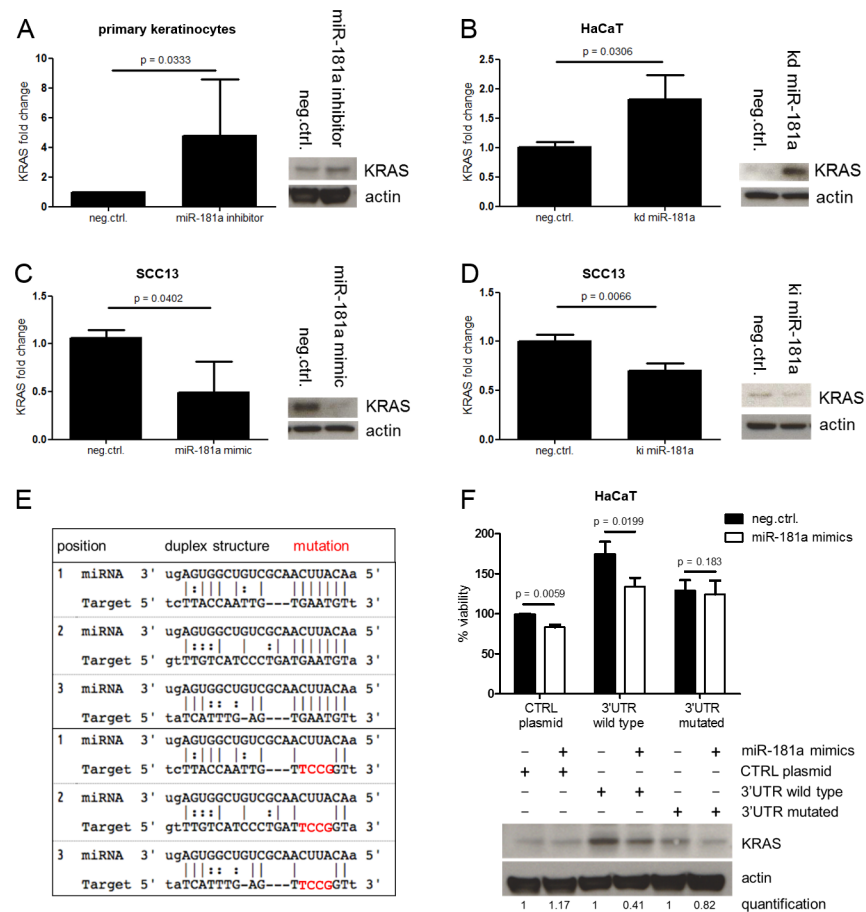 A
primary keratinocytes
p = 0.0333
KRAS fold change
10
8
6
4
2
0
neg.ctrl.
miR-181a inhibitor
neg.ctrl.
miR-181a inhibitor
KRAS
actin
B
HaCaT
p = 0.0306
KRAS fold change
2.5
2.0
1.5
1.0
0.5
0.0
neg.ctrl.
kd miR-181a
neg.ctrl.
kd miR-181a
KRAS
actin
C
SCC13
p = 0.0402
KRAS fold change
1.5
1.0
0.5
0.0
neg.ctrl.
miR-181a mimic
neg.ctrl.
miR-181a mimic
KRAS
actin
D
SCC13
p = 0.0066
KRAS fold change
1.5
1.0
0.5
0.0
neg.ctrl.
ki miR-181a
neg.ctrl.
ki miR-181a
KRAS
actin
E
position duplex structure mutation
1 miRNA 3' ugAGUGGCUGUCGCAACUUACAa 5'
Target 5' tcTTACCAATTG---TGAATGTt 3'
2 miRNA 3' ugAGUGGCUGUCGCAACUUACAa 5'
Target 5' gtTTGTCATCCCTGATGAATGTa 3'
3 miRNA 3' ugAGUGGCUGUCGCAACUUACAa 5'
Target 5' taTCATTTG-AG--TTGAATGTt 3'
1 miRNA 3' ugAGUGGCUGUCGCAACUUACAa 5'
Target 5' tcTTACCAATTG---TTCCGGTt 3'
2 miRNA 3' ugAGUGGCUGUCGCAACUUACAa 5'
Target 5' gtTTGTCATCCCTGATTCCGGTa 3'
3 miRNA 3' ugAGUGGCUGUCGCAACUUACAa 5'
Target 5' taTCATTTG-AG--TTCCGGTt 3'
F
HaCaT
neg.ctrl.
miR-181a mimics
% viability
200
150
100
50
0
p = 0.0059
p = 0.0199
p = 0.183
CTRL plasmid
3'UTR wild type
3'UTR mutated
– + – + – + miR-181a mimics
+ + – – – – CTRL plasmid
– – + + – – 3'UTR wild type
– – – – + + 3'UTR mutated
KRAS
actin
1 1.17 1 0.41 1 0.82 quantification